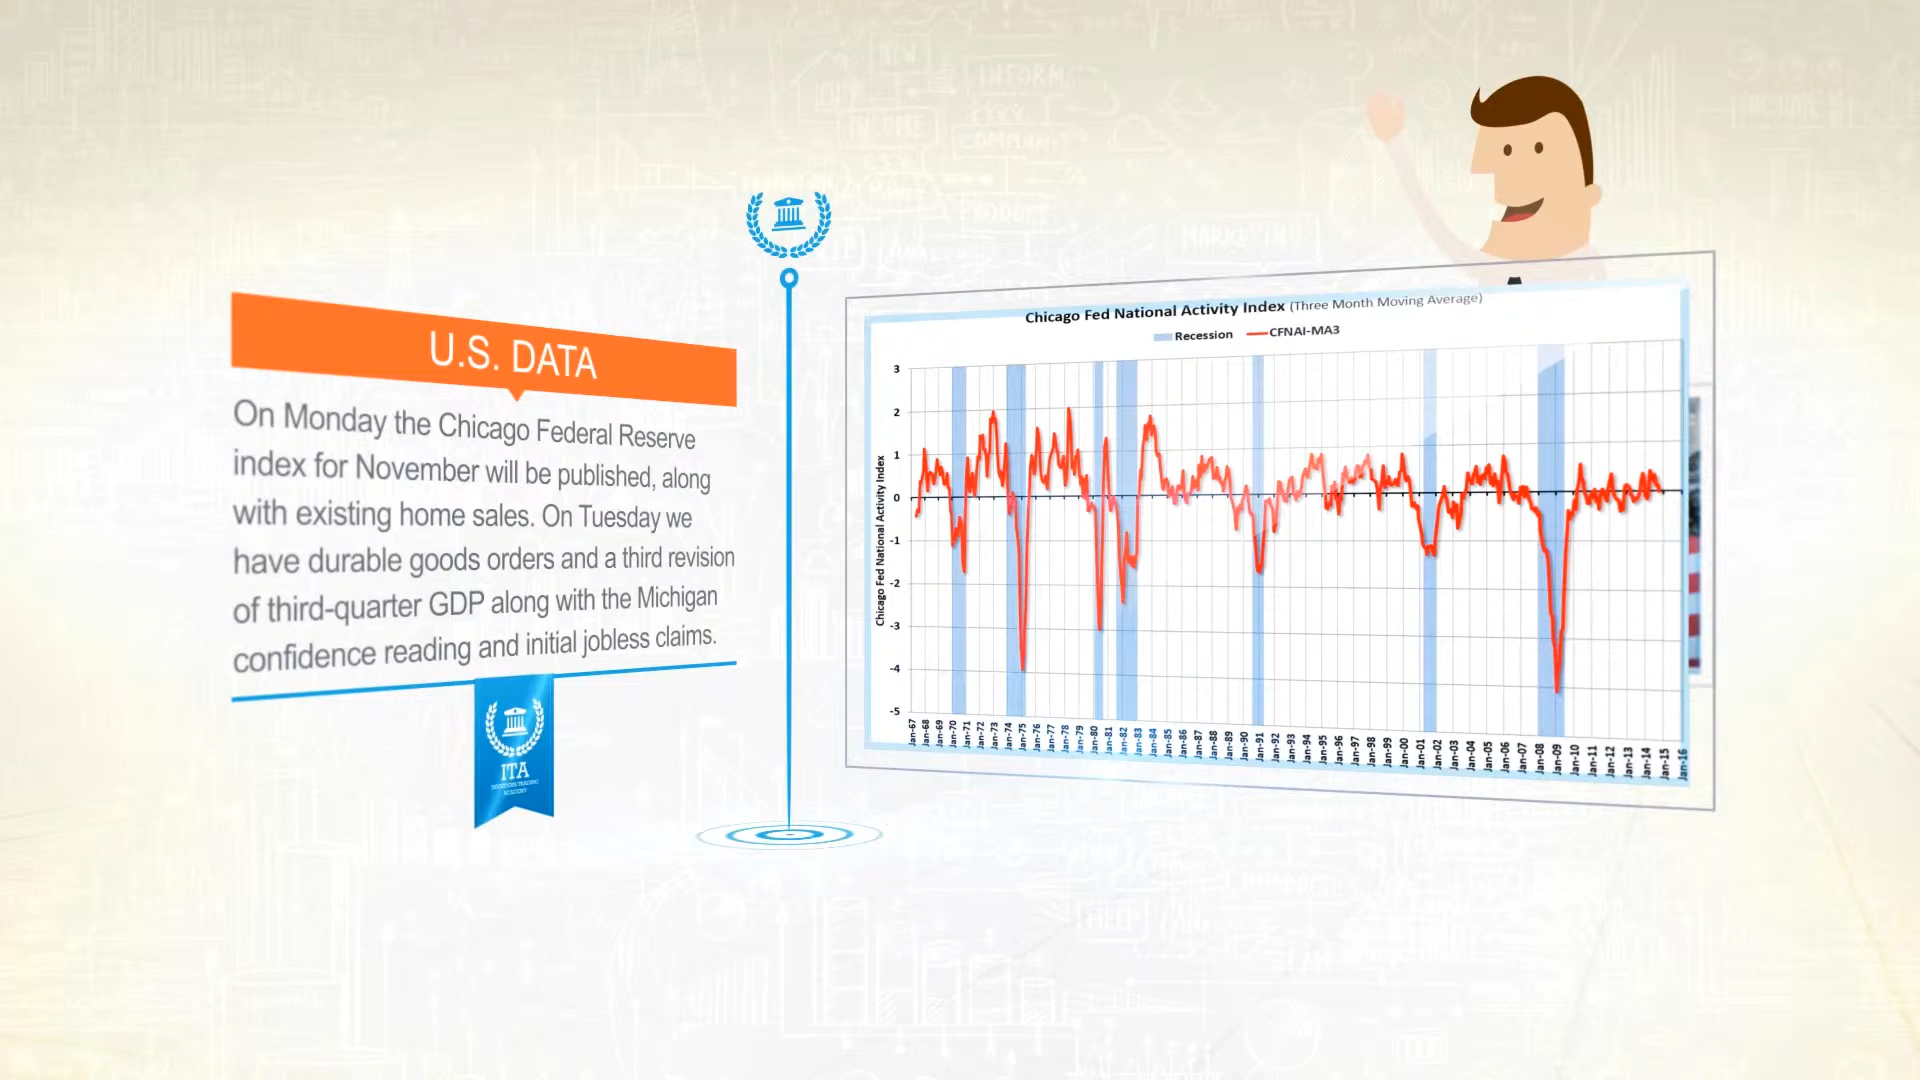 U.S. DATA
On Monday the Chicago Federal Reserve
index for November will be published, along
with existing home sales. On Tuesday we
have durable goods orders and a third revision
of third-quarter GDP along with the Michigan
confidence reading and initial jobless claims.
ITA
INVESTORS TRADING
ACADEMY
Chicago Fed National Activity Index (Three Month Moving Average)
Recession CFNAI-MA3
Chicago Fed National Activity Index
3
2
1
0
-1
-2
-3
-4
-5
Jan-67 Jan-68 Jan-69 Jan-70 Jan-71 Jan-72 Jan-73 Jan-74 Jan-75 Jan-76 Jan-77 Jan-78 Jan-79 Jan-80 Jan-81 Jan-82 Jan-83 Jan-84 Jan-85 Jan-86 Jan-87 Jan-88 Jan-89 Jan-90 Jan-91 Jan-92 Jan-93 Jan-94 Jan-95 Jan-96 Jan-97 Jan-98 Jan-99 Jan-00 Jan-01 Jan-02 Jan-03 Jan-04 Jan-05 Jan-06 Jan-07 Jan-08 Jan-09 Jan-10 Jan-11 Jan-12 Jan-13 Jan-14 Jan-15 Jan-16
INFORM
INCOME
COMMUNIT
PRODUC
MARKETING